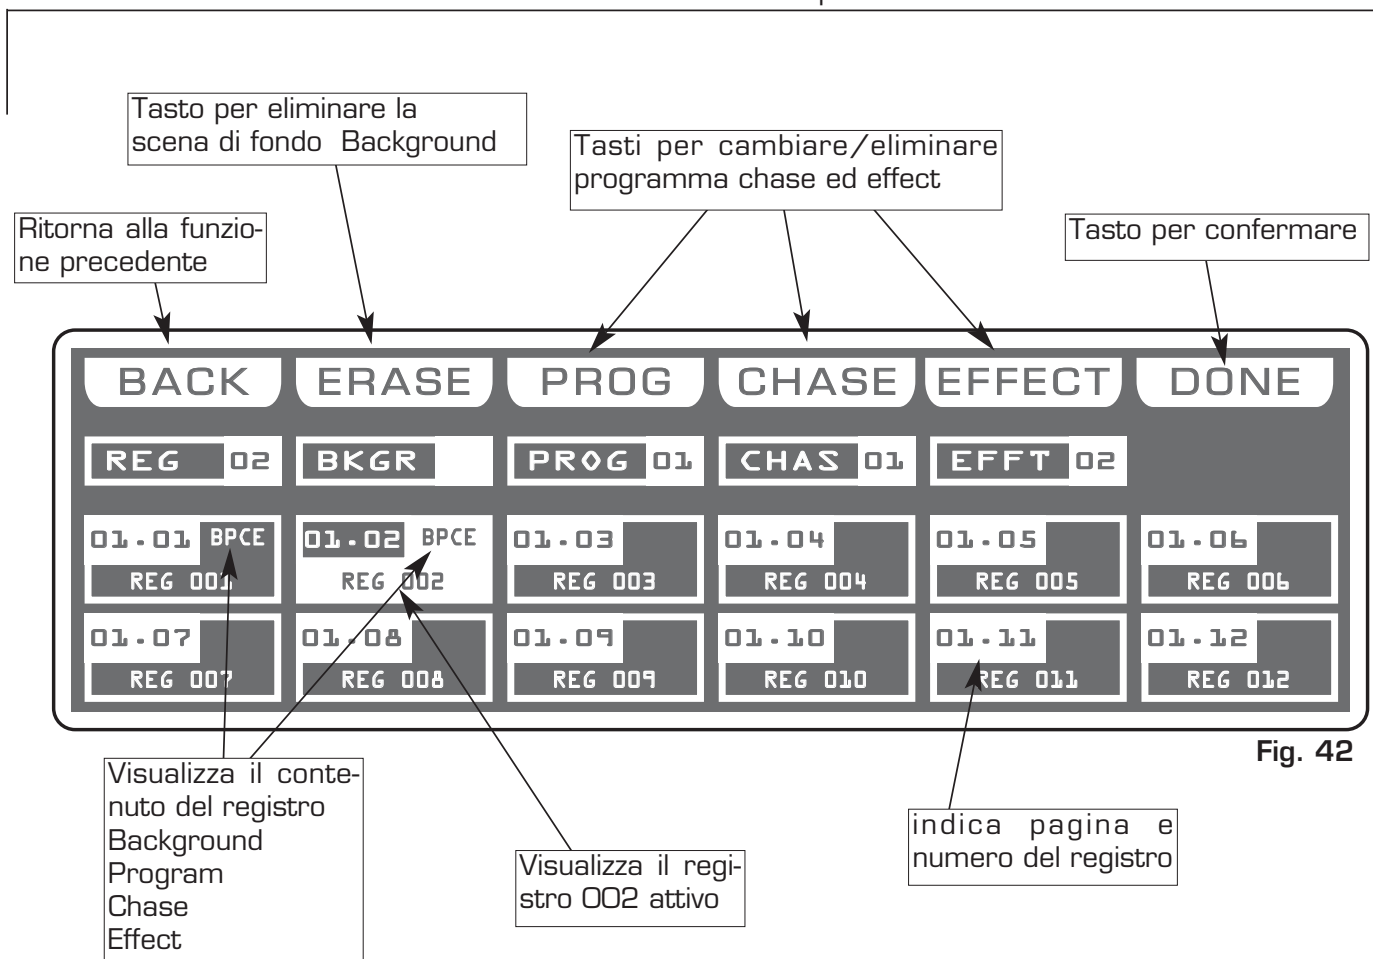 Tasto per eliminare la
scena di fondo Background
Tasti per cambiare/eliminare
programma chase ed effect
Ritorna alla funzio-
ne precedente
Tasto per confermare
BACK ERASE PROG CHASE EFFECT DONE
REG 02 BKGR PROG 01 CHAS 01 EFFT 02
01.01 BPCE 01.02 BPCE 01.03 01.04 01.05 01.06
REG 001 REG 002 REG 003 REG 004 REG 005 REG 006
01.07 01.08 01.09 01.10 01.11 01.12
REG 007 REG 008 REG 009 REG 010 REG 011 REG 012
Fig. 42
Visualizza il conte-
nuto del registro
Background
Program
Chase
Effect
Visualizza il regi-
stro 002 attivo
indica pagina e
numero del registro